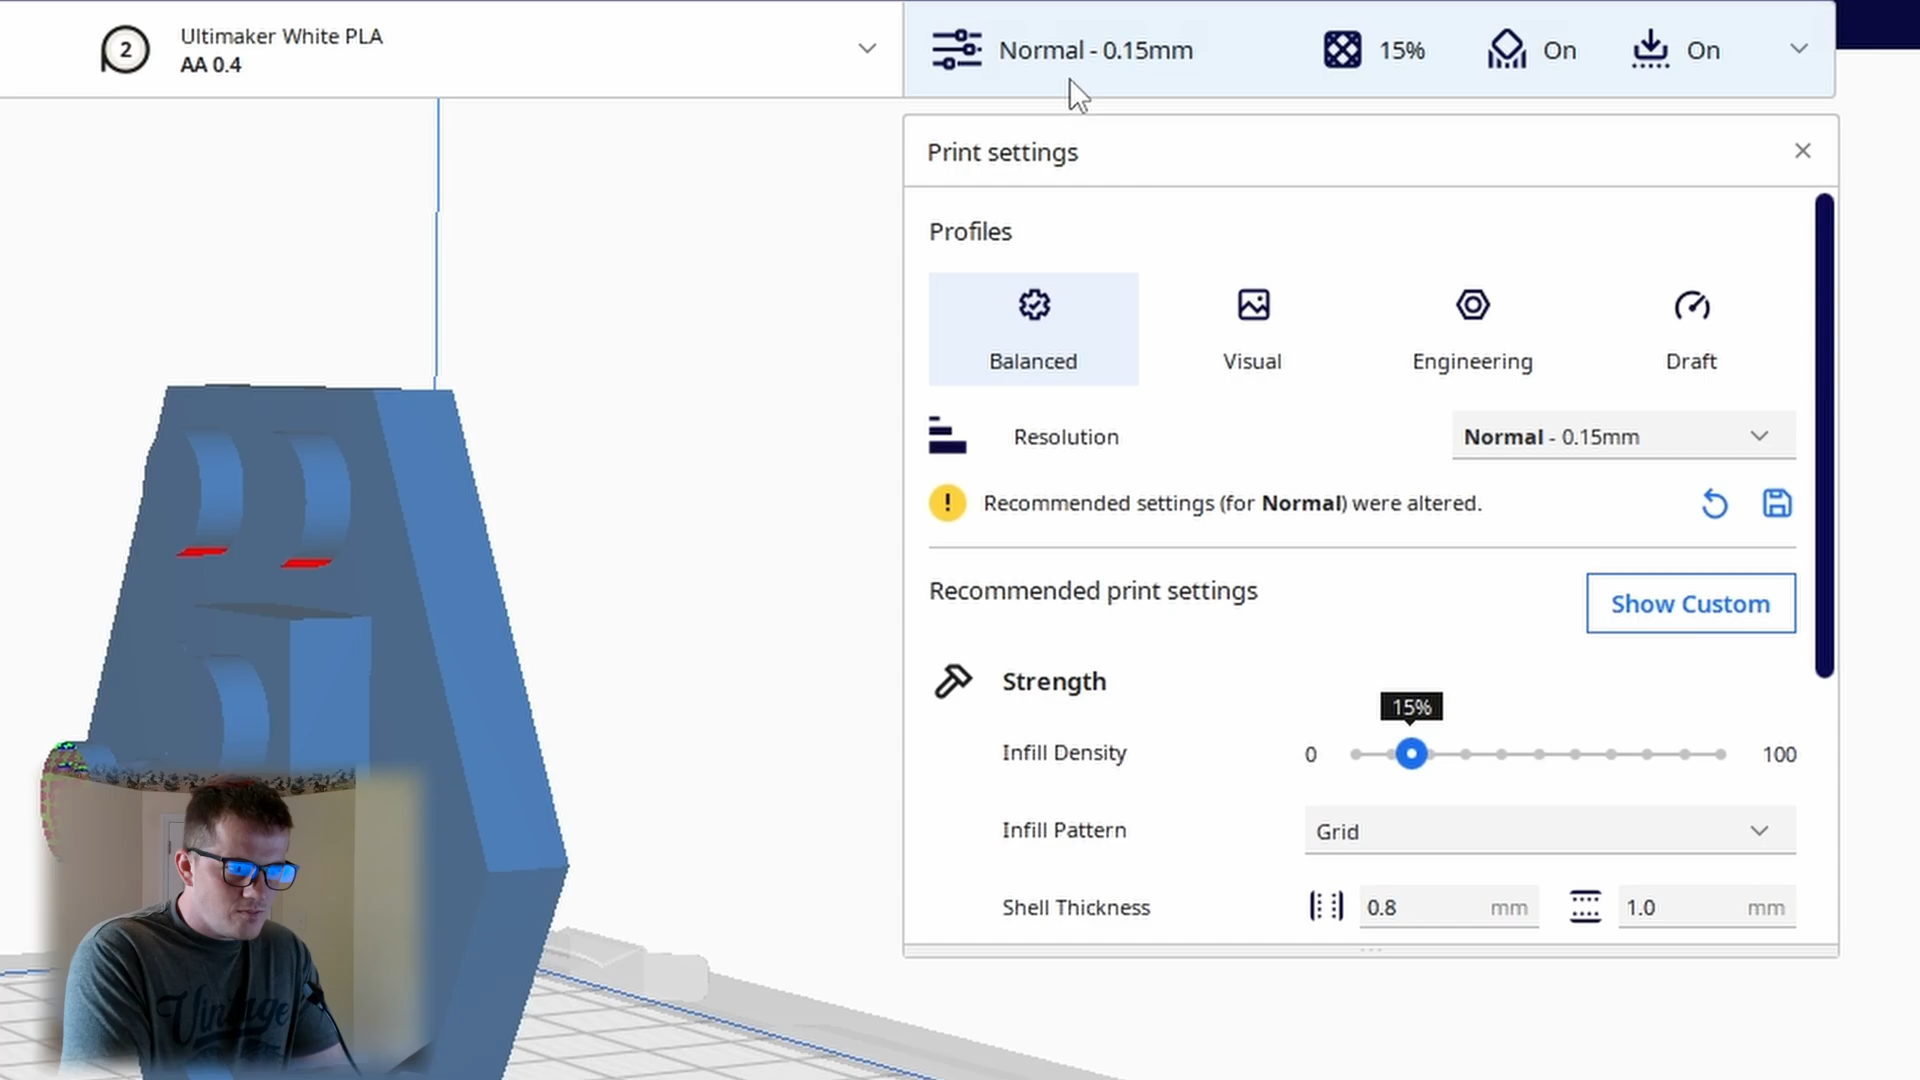 2
Ultimaker White PLA
AA 0.4
Normal - 0.15mm
15%
On
On
Print settings
Profiles
Balanced
Visual
Engineering
Draft
Resolution
Normal - 0.15mm
! Recommended settings (for Normal) were altered.
Recommended print settings
Show Custom
Strength
15%
Infill Density
0
100
Infill Pattern
Grid
Shell Thickness
0.8 mm
1.0 mm
Vintage